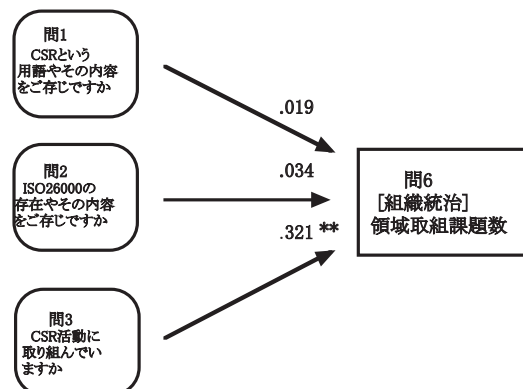 問1
CSRという
用語やその内容
をご存じですか
.019
問2
ISO26000の
存在やその内容
をご存じですか
.034
問6
[組織統治]
領域取組課題数
.321 **
問3
CSR活動に
取り組んでい
ますか